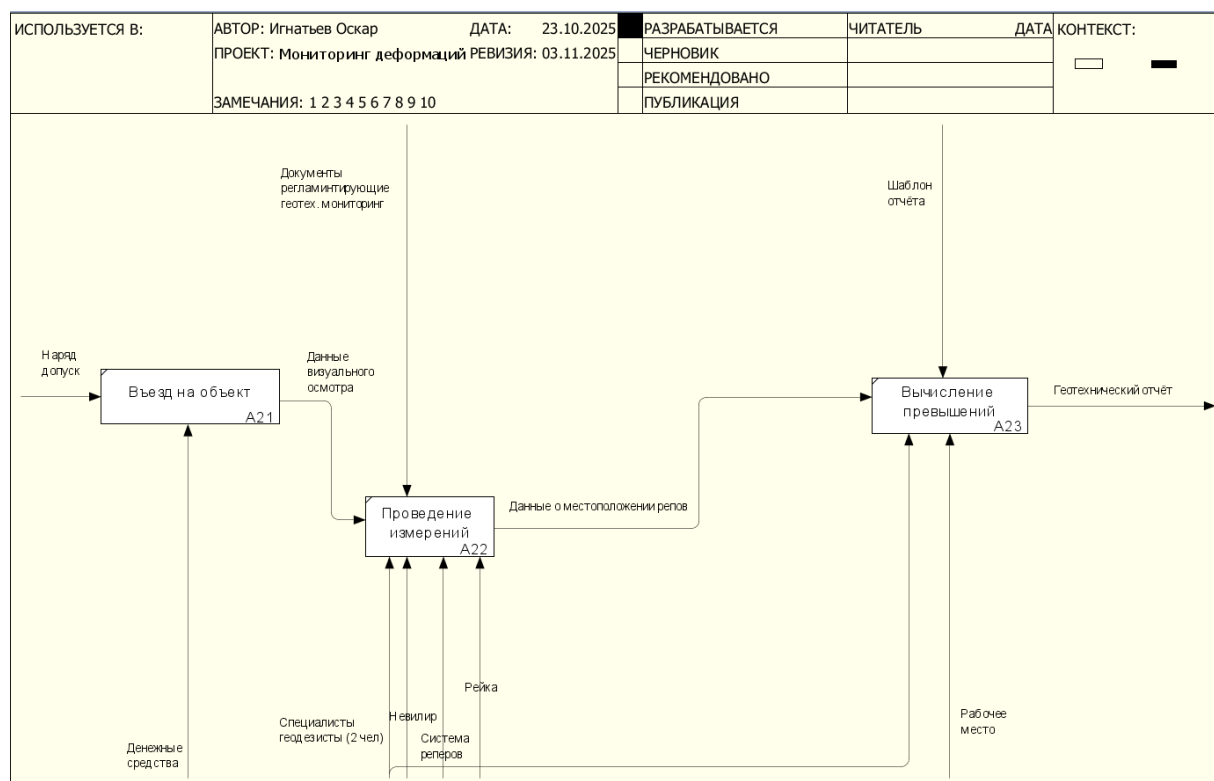 ИСПОЛЬЗУЕТСЯ В:
АВТОР: Игнатьев Оскар ДАТА: 23.10.2025
ПРОЕКТ: Мониторинг деформаций РЕВИЗИЯ: 03.11.2025
ЗАМЕЧАНИЯ: 1 2 3 4 5 6 7 8 9 10
РАЗРАБАТЫВАЕТСЯ
ЧЕРНОВИК
РЕКОМЕНДОВАНО
ПУБЛИКАЦИЯ
ЧИТАТЕЛЬ ДАТА
КОНТЕКСТ:
Документы
регламинтирующие
геотех. мониторинг
Шаблон
отчёта
Наряд
допуск
Въезд на объект
A21
Данные
визуального
осмотра
Вычисление
превышений
A23
Геотехнический отчёт
Проведение
измерений
A22
Данные о местоположении репов
Рейка
Специалисты
геодезисты (2 чел)
Невилир
Система
реперов
Рабочее
место
Денежные
средства